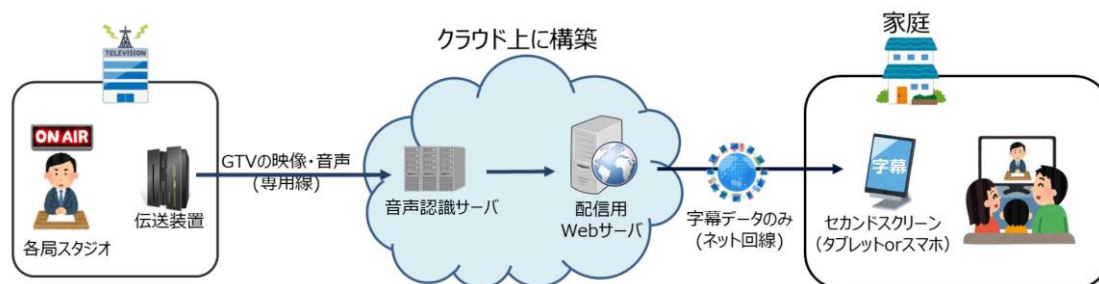 TELEVISION
ON AIR
各局スタジオ
伝送装置
GTVの映像・音声
(専用線)
クラウド上に構築
音声認識サーバ
配信用
Webサーバ
字幕データのみ
(ネット回線)
家庭
字幕
セカンドスクリーン
(タブレットorスマホ)